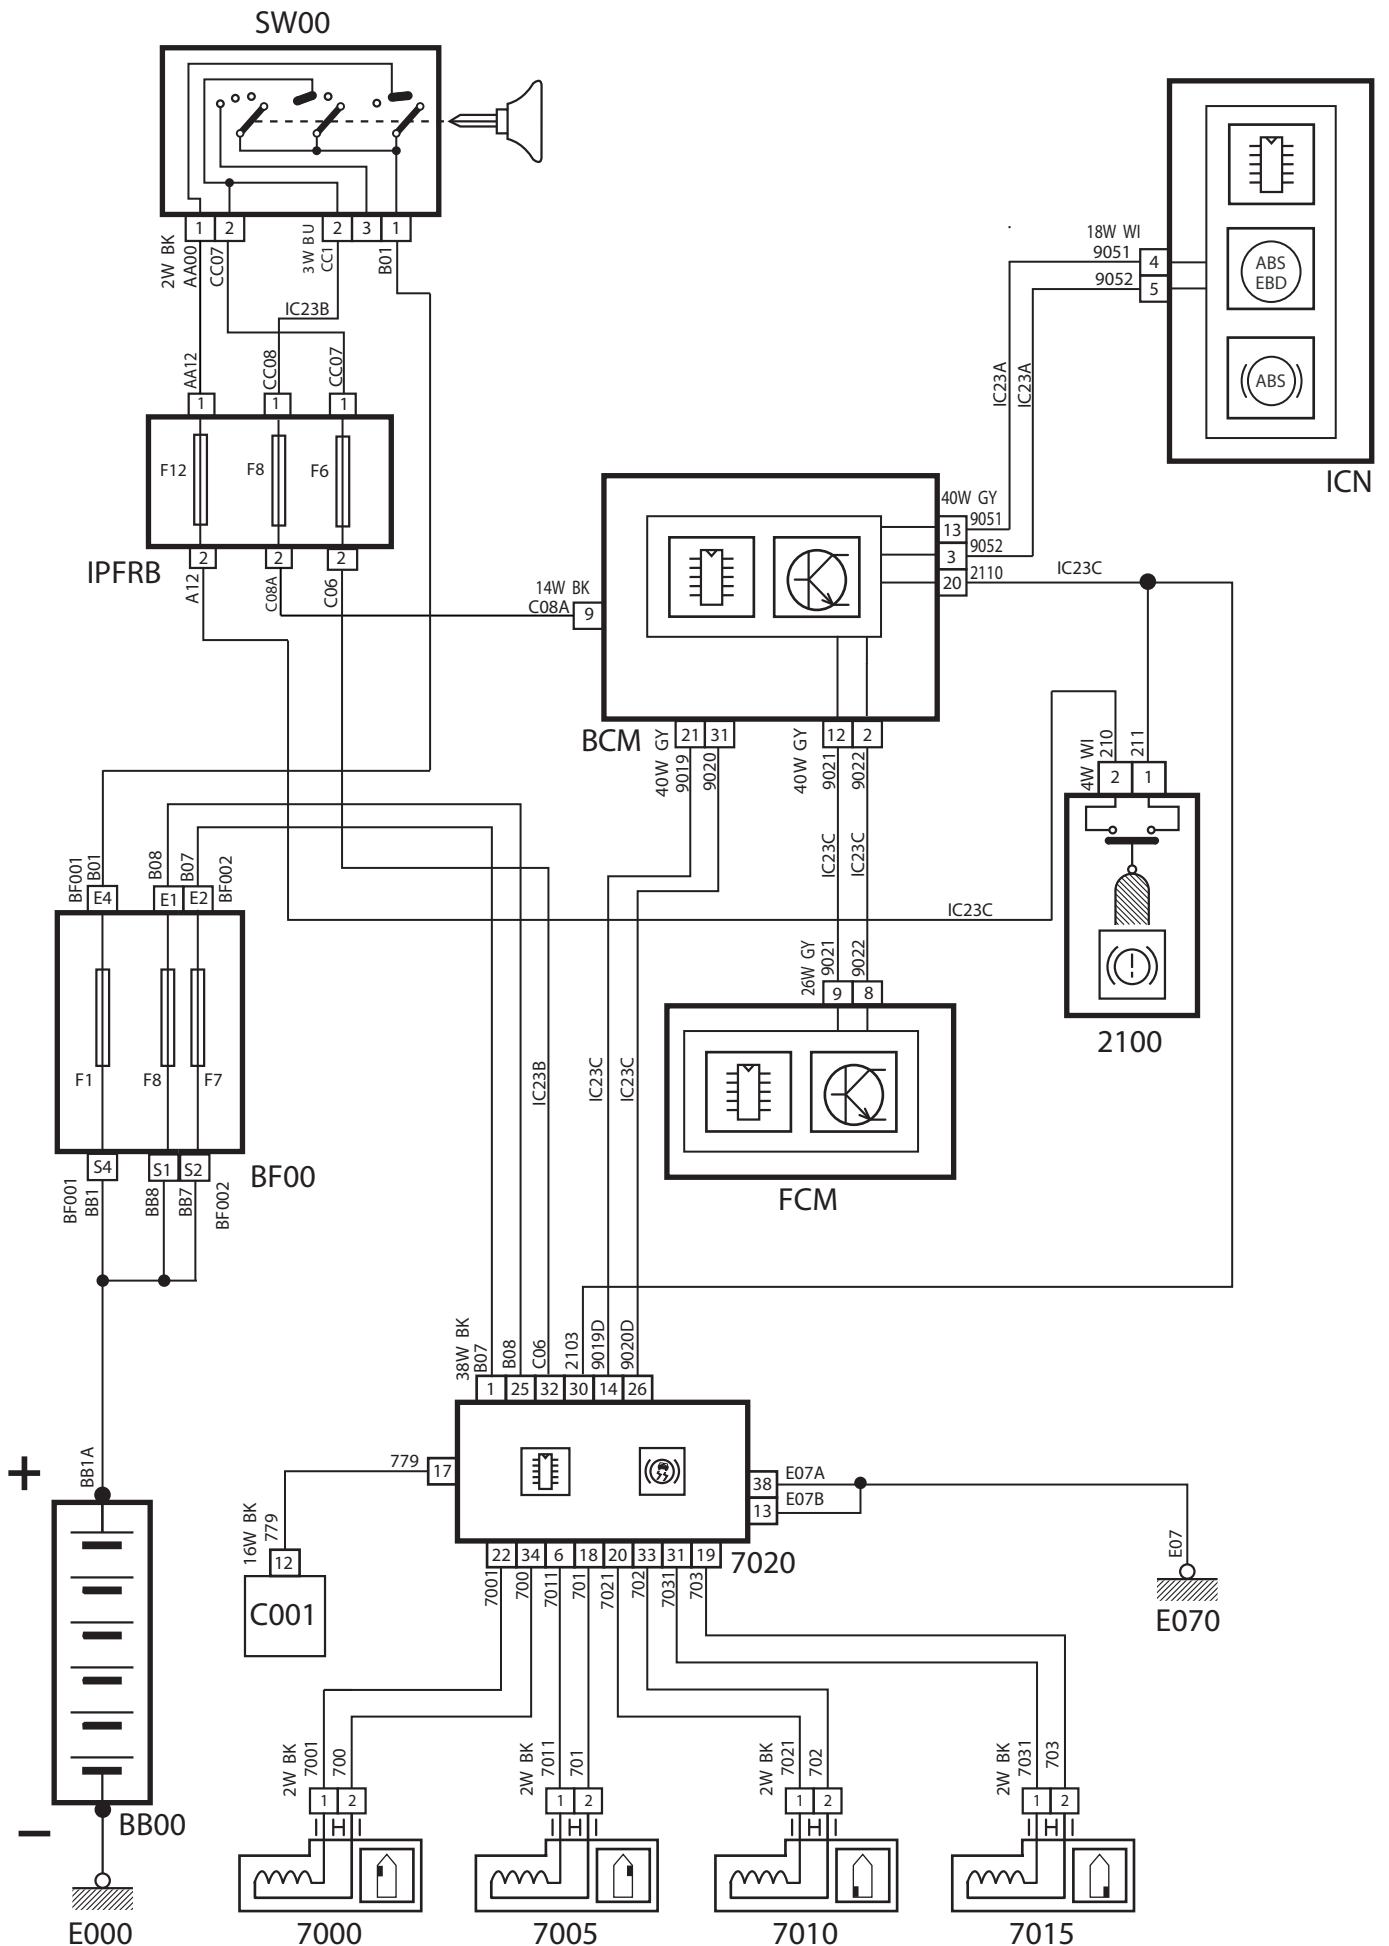 SW00
1
2
2
3
1
2W BK
AA00
CC07
3W BU
CC1
B01
IC23B
AA12
CC08
CC07
1
1
1
F12
F8
F6
2
2
2
IPFRB
A12
C08A
C06
18W WI
9051
4
9052
5
ABS
EBD
ABS
ICN
IC23A
IC23A
40W GY
13
9051
3
9052
20
2110
IC23C
14W BK
C08A
9
BCM
21
31
12
2
40W GY
9019
9020
40W GY
9021
9022
IC23C
IC23C
4W WI
210
211
2
1
2100
BF001
B01
B08
B07
BF002
E4
E1
E2
F1
F8
F7
S4
S1
S2
BF00
BF001
BB1
BB8
BB7
BF002
IC23C
26W GY
9021
9022
9
8
FCM
IC23B
IC23C
IC23C
38W BK
B07
B08
C06
2103
9019D
9020D
1
25
32
30
14
26
+
BB1A
779
17
38
E07A
13
E07B
16W BK
779
12
C001
22
34
6
18
20
33
31
19
7020
7001
700
7011
701
7021
702
7031
703
E07
E070
2W BK
7001
700
2W BK
7011
701
2W BK
7021
702
2W BK
7031
703
1
2
1
2
1
2
1
2
H
H
H
H
−
BB00
E000
7000
7005
7010
7015